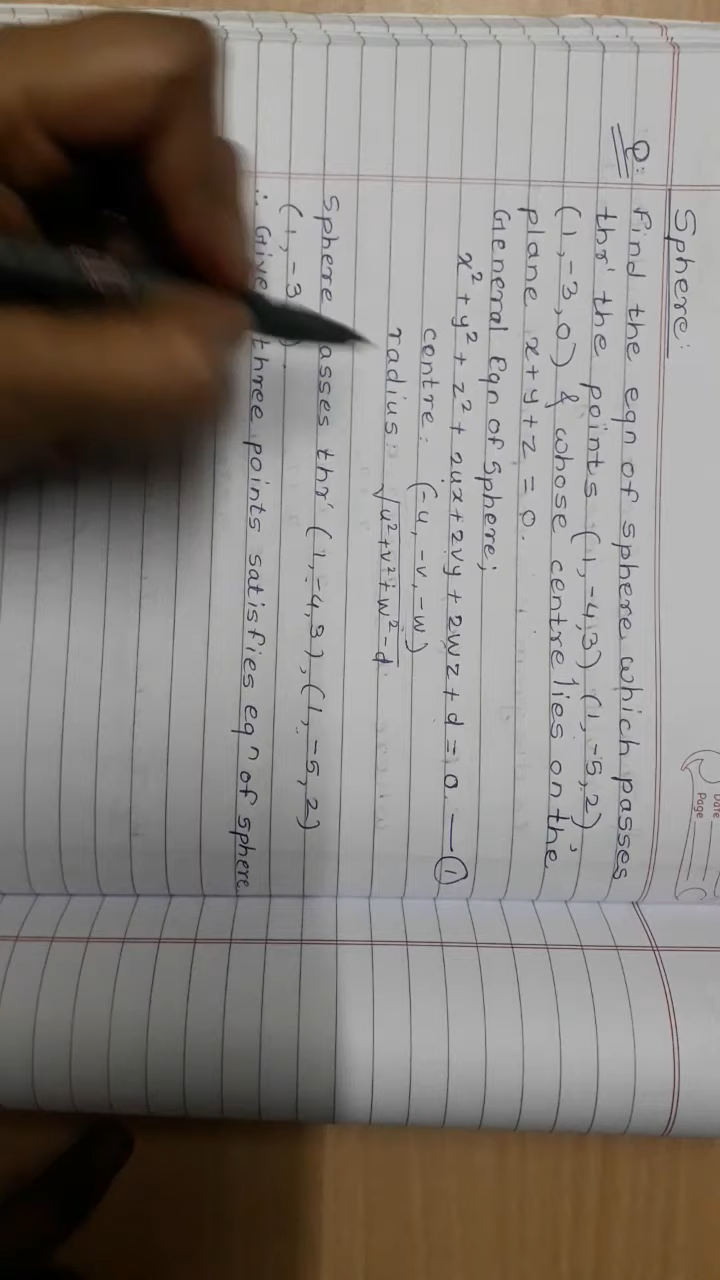 Date
Page
Sphere:
Q: Find the eqn of sphere which passes
thr' the points (1,-4,3), (1,-5,2),
(1,-3,0) & whose centre lies on the
plane x+y+z = 0.
General Eqn of Sphere;
x² + y² + z² + 2ux + 2vy + 2wz + d = 0 — ①
centre: (-u, -v, -w)
radius: √u²+v²+w²-d
Sphere asses thr' (1,-4,3), (1,-5,2)
(1,-3
∴ Give three points satisfies eqn of sphere.